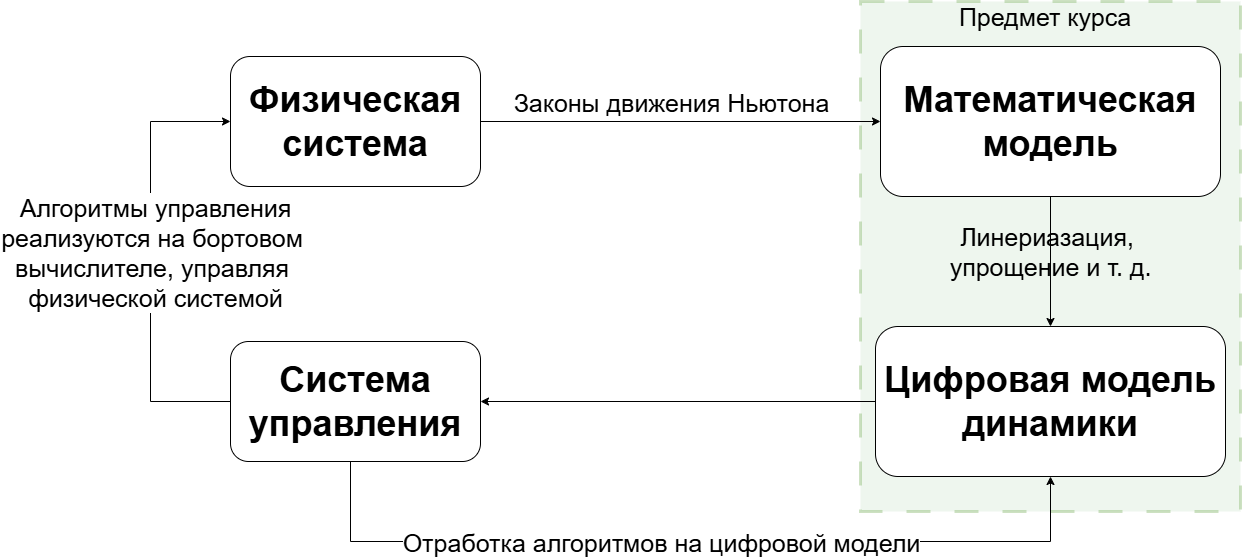 Предмет курса
Физическая
система
Законы движения Ньютона
Математическая
модель
Алгоритмы управления
реализуются на бортовом
вычислителе, управляя
физической системой
Линериазация,
упрощение и т. д.
Система
управления
Цифровая модель
динамики
Отработка алгоритмов на цифровой модели